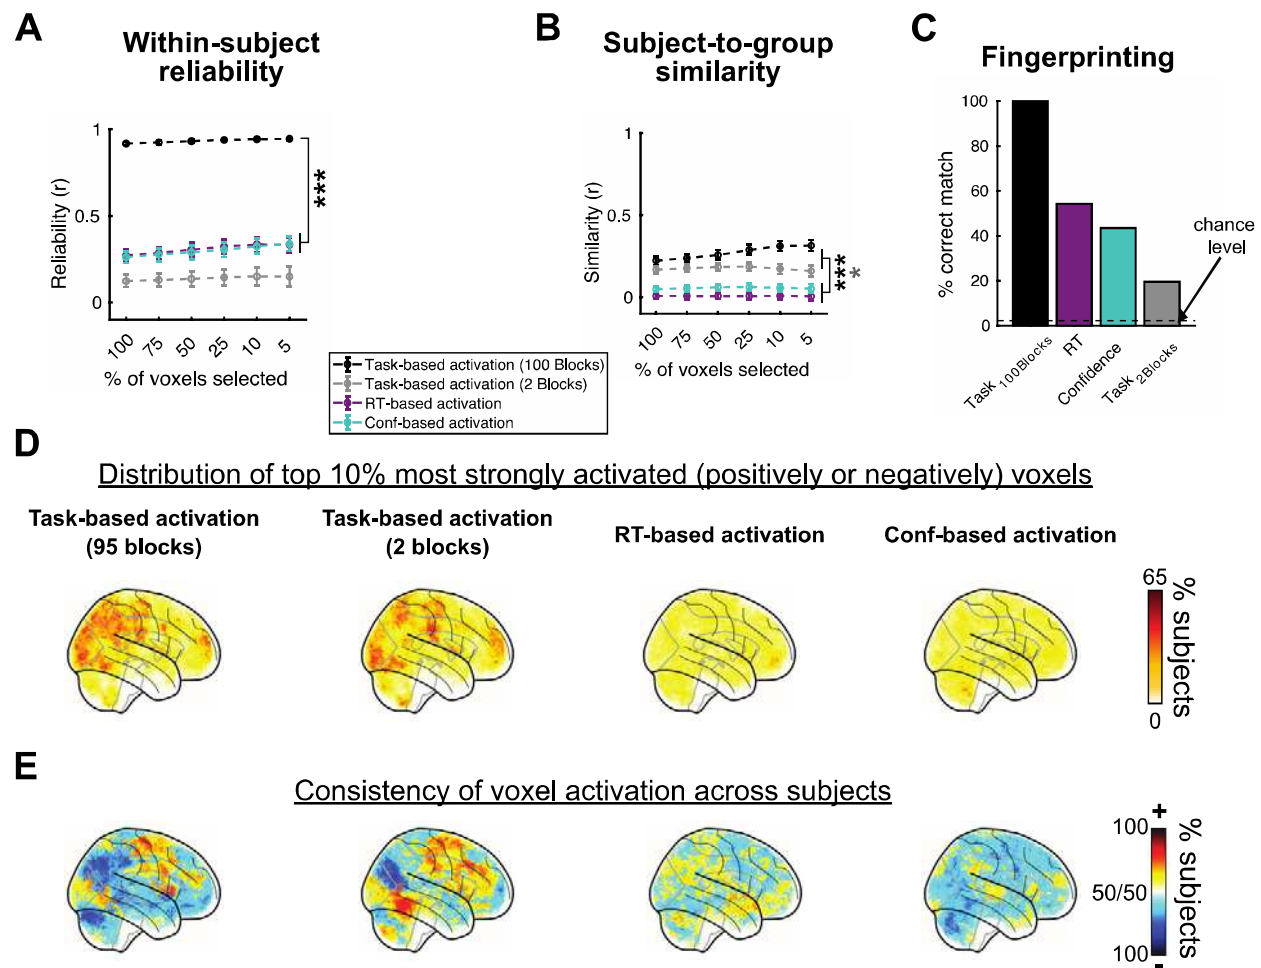 A
Within-subject
reliability
1
0.5
0
Reliability (r)
100
75
50
25
10
5
% of voxels selected
***
B
Subject-to-group
similarity
1
0.5
0
Similarity (r)
100
75
50
25
10
5
% of voxels selected
***
*
C
Fingerprinting
100
80
60
40
20
0
% correct match
chance
level
Task 100Blocks
RT
Confidence
Task 2Blocks
Task-based activation (100 Blocks)
Task-based activation (2 Blocks)
RT-based activation
Conf-based activation
D
Distribution of top 10% most strongly activated (positively or negatively) voxels
Task-based activation
(95 blocks)
Task-based activation
(2 blocks)
RT-based activation
Conf-based activation
65
0
% subjects
E
Consistency of voxel activation across subjects
+
100
50/50
100
-
% subjects